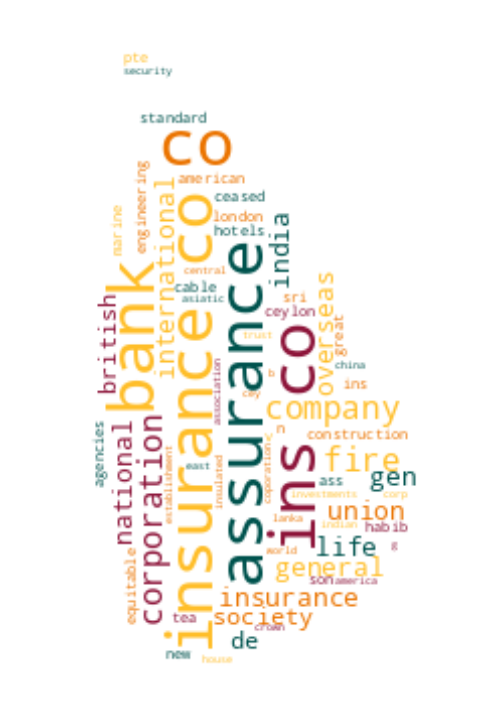 pte
security
standard
co
american
engineering
international
ceased
marine
london
hotels
india
insurance co
assurance
central
cable
asiatic
bank
overseas
sri
ceylon
british
ins co
great
trust
china
association
b
ins
cey
company
corporation
national
agencies
n
construction
coporation
fire
establishment
insulated
east
ass
gen
investments
corp
union
lanka
indian
habib
equitable
world
life
g
general
son
america
insurance
tea
society
crown
de
new
house